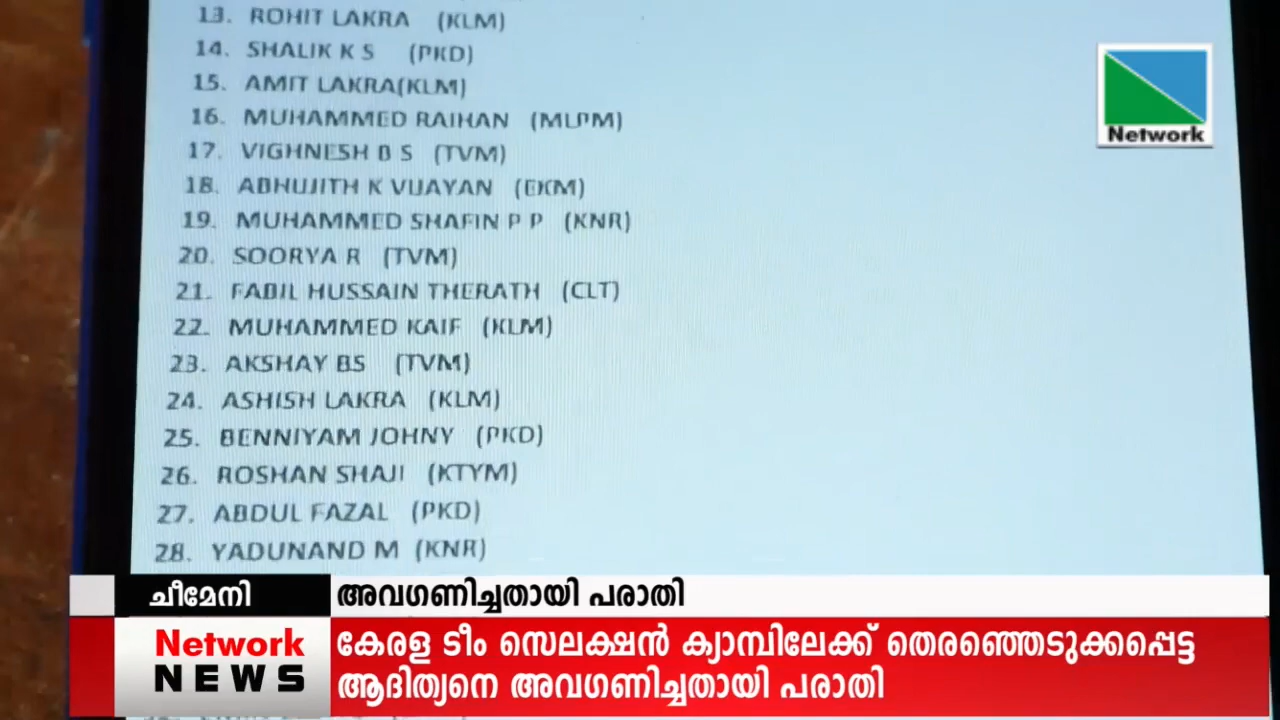 13. ROHIT LAKRA (KLM)
14. SHALIK K S (PKD)
15. AMIT LAKRA(KLM)
16. MUHAMMED RAIHAN (MLPM)
17. VIGHNESH B S (TVM)
18. ABHIJITH K VIJAYAN (EKM)
19. MUHAMMED SHAFIN P P (KNR)
20. SOORYA R (TVM)
21. FADIL HUSSAIN THERATH (CLT)
22. MUHAMMED KAIF (KLM)
23. AKSHAY BS (TVM)
24. ASHISH LAKRA (KLM)
25. BENNIYAM JOHNY (PKD)
26. ROSHAN SHAJI (KTYM)
27. ABDUL FAZAL (PKD)
28. YADUNAND M (KNR)
Network
ചീമേനി അവഗണിച്ചതായി പരാതി
Network NEWS
കേരള ടീം സെലക്ഷൻ ക്യാമ്പിലേക്ക് തെരഞ്ഞെടുക്കപ്പെട്ട
ആദിത്യനെ അവഗണിച്ചതായി പരാതി